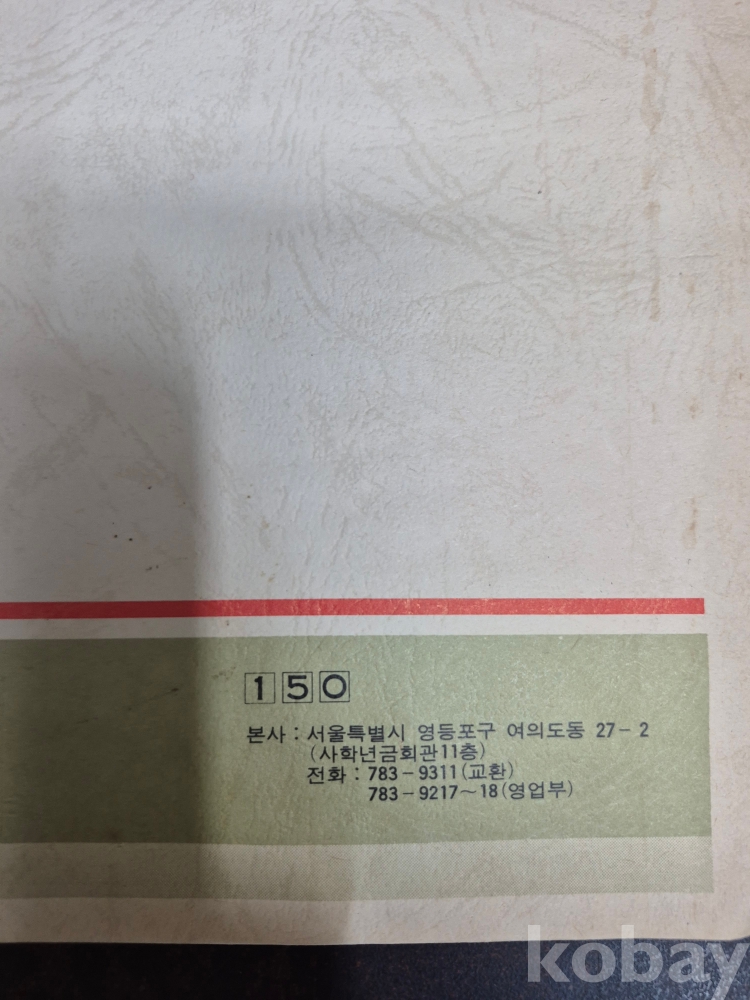 150
본사 : 서울특별시 영등포구 여의도동 27-2
(사학년금회관11층)
전화 : 783-9311(교환)
783-9217~18(영업부)
kobay